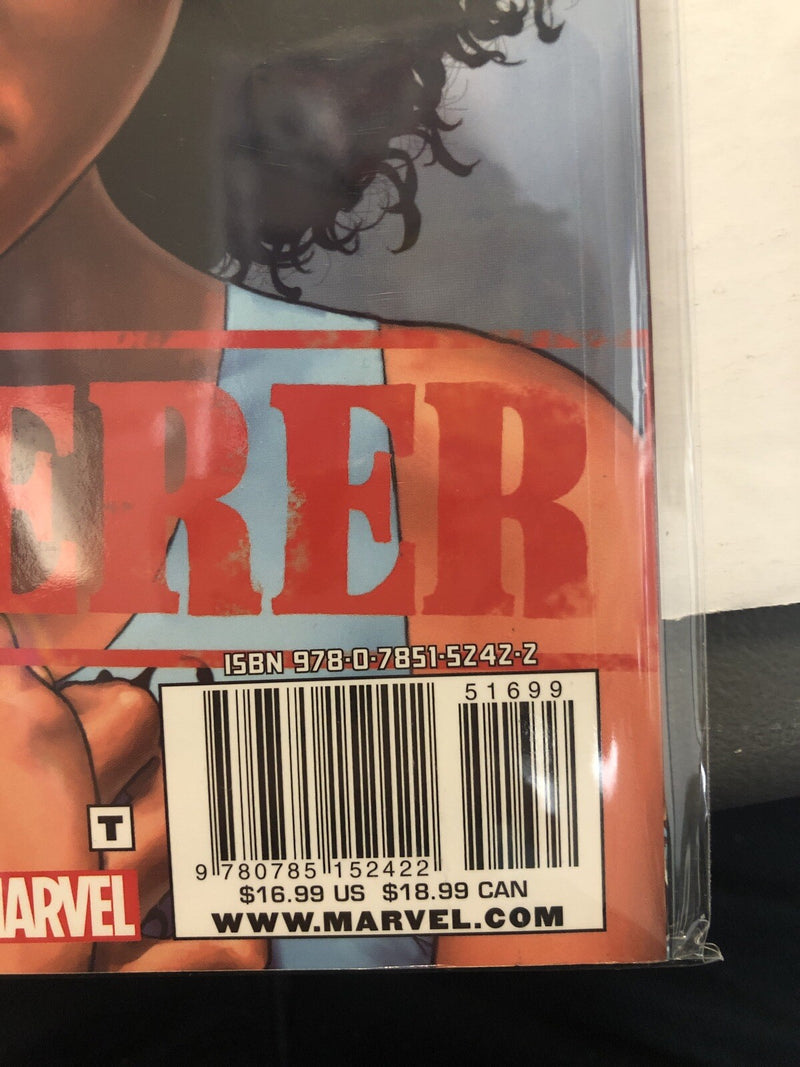 ERER
ISBN 978-0-7851-5242-2
51699
9 780785 152422
$16.99 US $18.99 CAN
WWW.MARVEL.COM
T
MARVEL